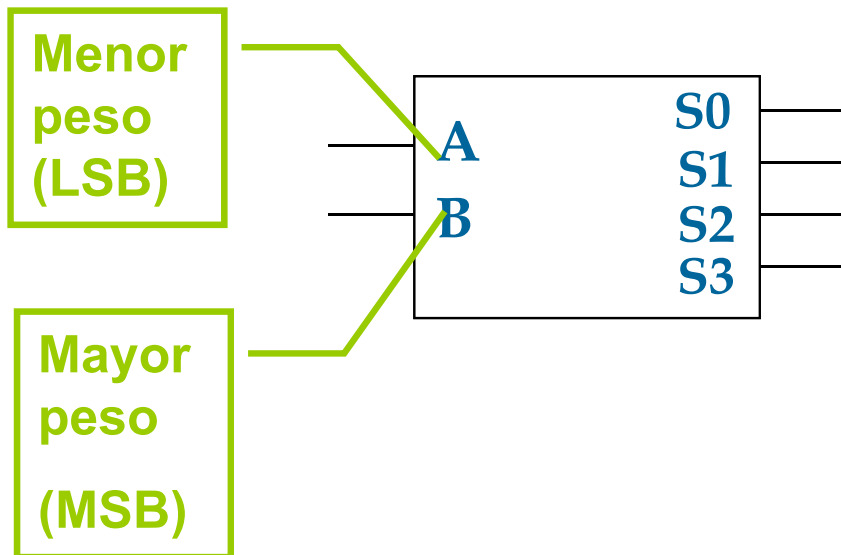 Menor
peso
(LSB)
A
B
S0
S1
S2
S3
Mayor
peso
(MSB)